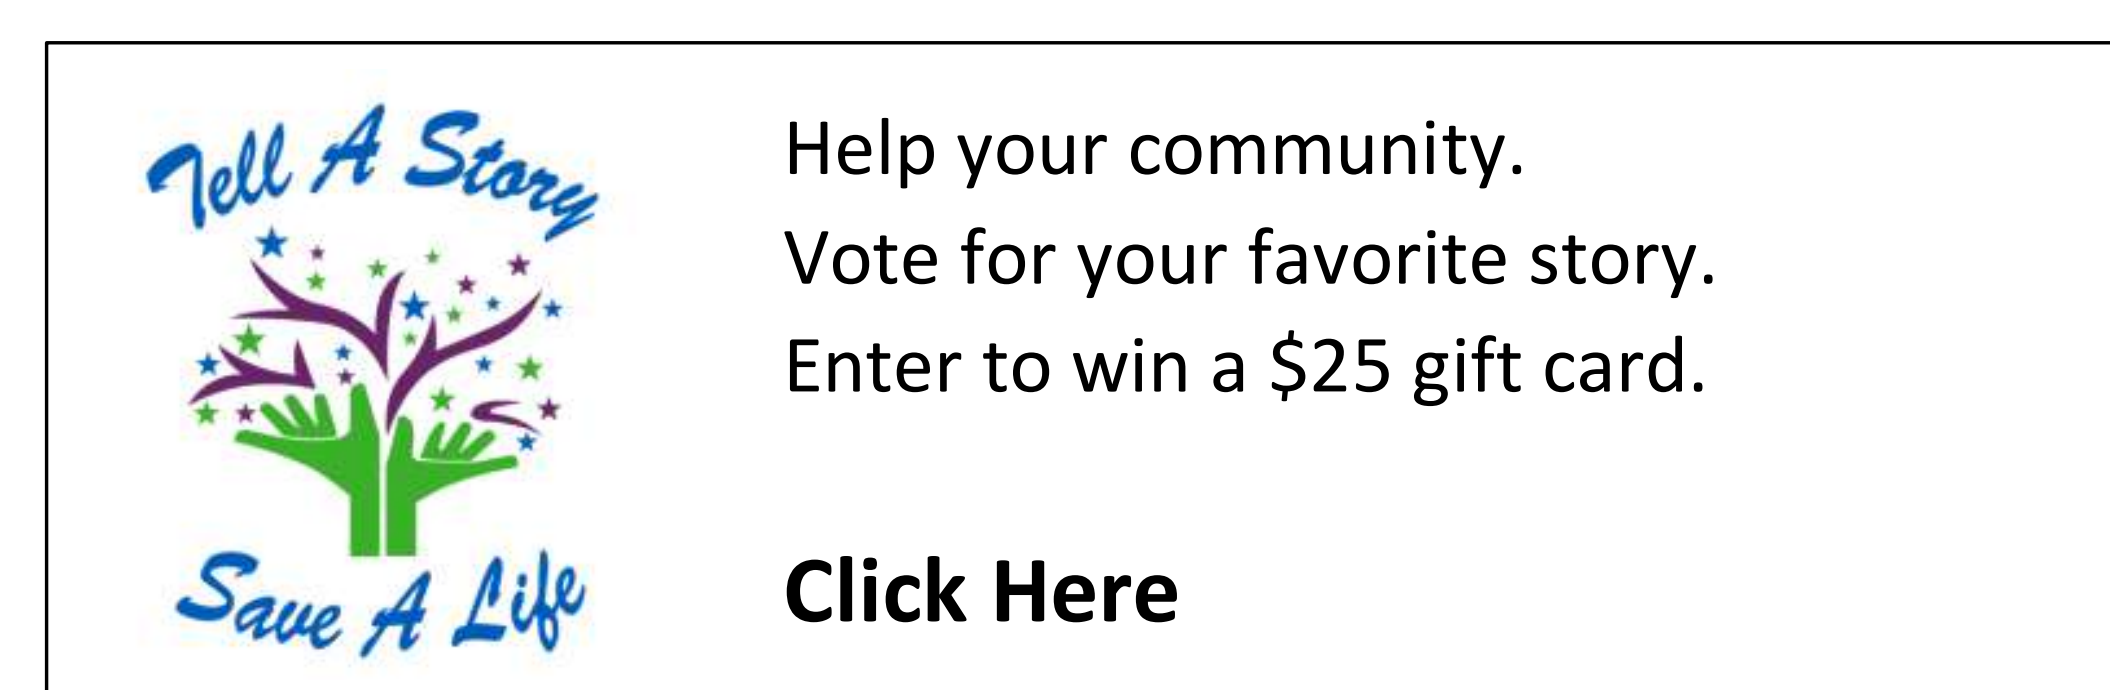 Tell A Story
Save A Life
Help your community.
Vote for your favorite story.
Enter to win a $25 gift card.
Click Here